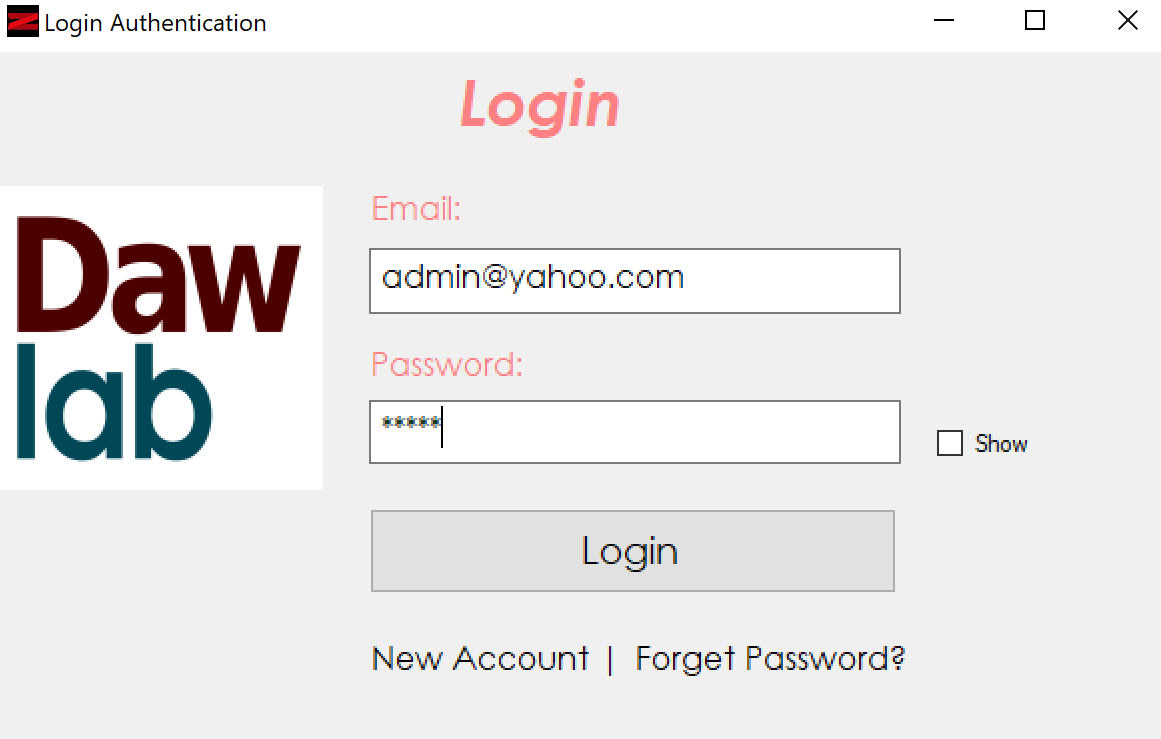 Login Authentication
Login
Daw
lab
Email:
admin@yahoo.com
Password:
*****
Show
Login
New Account | Forget Password?